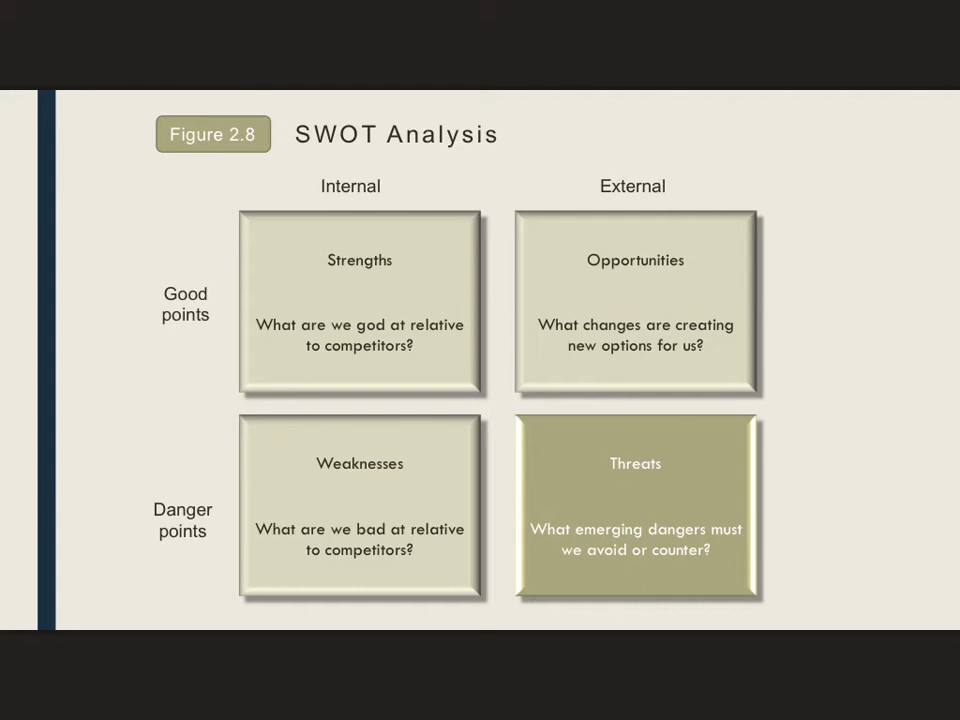 Figure 2.8 SWOT Analysis
Internal External
Strengths
Opportunities
Good
points
What are we god at relative
to competitors?
What changes are creating
new options for us?
Weaknesses
Threats
Danger
points
What are we bad at relative
to competitors?
What emerging dangers must
we avoid or counter?